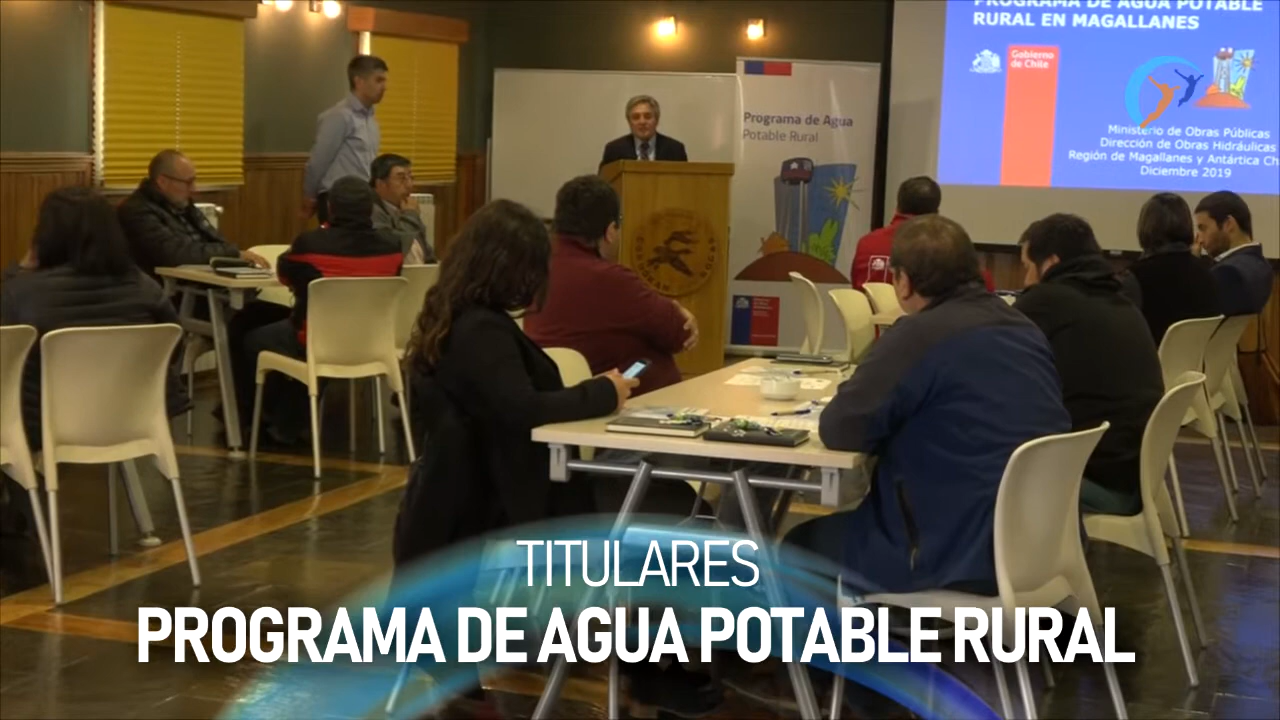 PROGRAMA DE AGUA POTABLE
RURAL EN MAGALLANES
Gobierno
de Chile
Ministerio de Obras Públicas
Dirección de Obras Hidráulicas
Región de Magallanes y Antártica Ch
Diciembre 2019
Programa de Agua
Potable Rural
TITULARES
PROGRAMA DE AGUA POTABLE RURAL